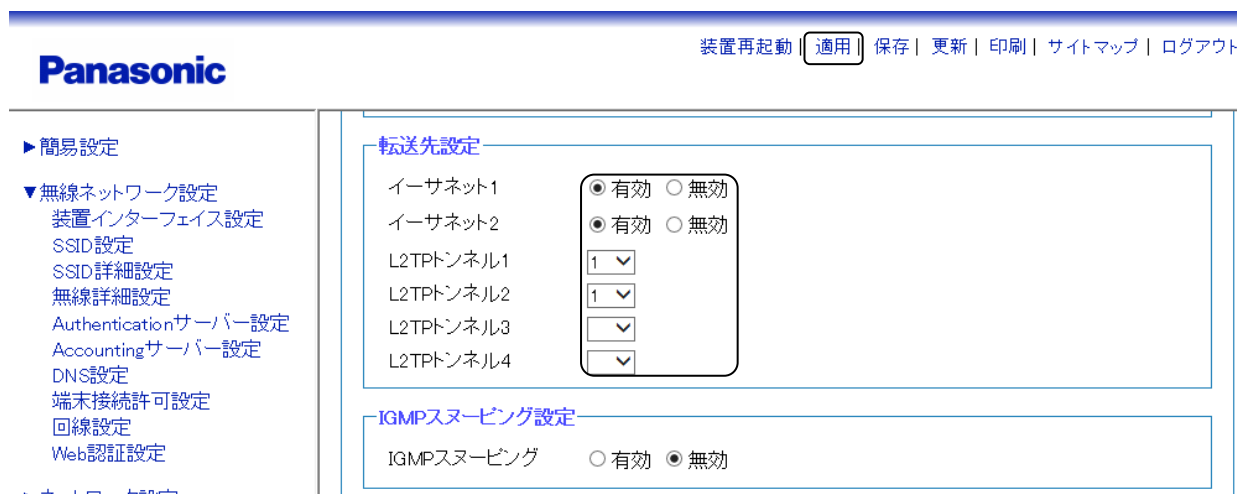 装置再起動| 適用| 保存| 更新| 印刷| サイトマップ| ログアウト
Panasonic
▶簡易設定
▼無線ネットワーク設定
装置インターフェイス設定
SSID設定
SSID詳細設定
無線詳細設定
Authenticationサーバー設定
Accountingサーバー設定
DNS設定
端末接続許可設定
回線設定
Web認証設定
転送先設定
イーサネット1 有効 無効
イーサネット2 有効 無効
L2TPトンネル1 1
L2TPトンネル2 1
L2TPトンネル3
L2TPトンネル4
IGMPスヌーピング設定
IGMPスヌーピング 有効 無効